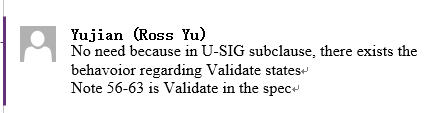 Yujian (Ross Yu)
No need because in U-SIG subclause, there exists the
behavoior regarding Validate states↵
Note 56-63 is Validate in the spec↵